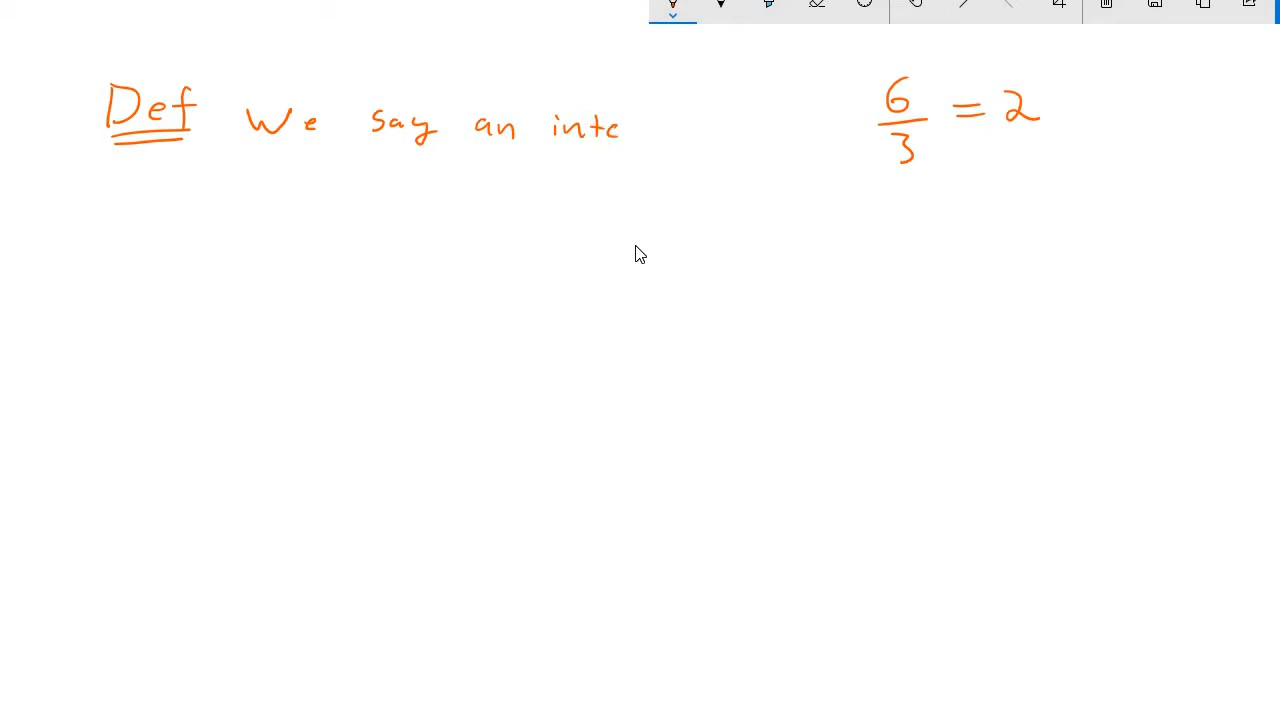 Def We say an inte
6/3 = 2